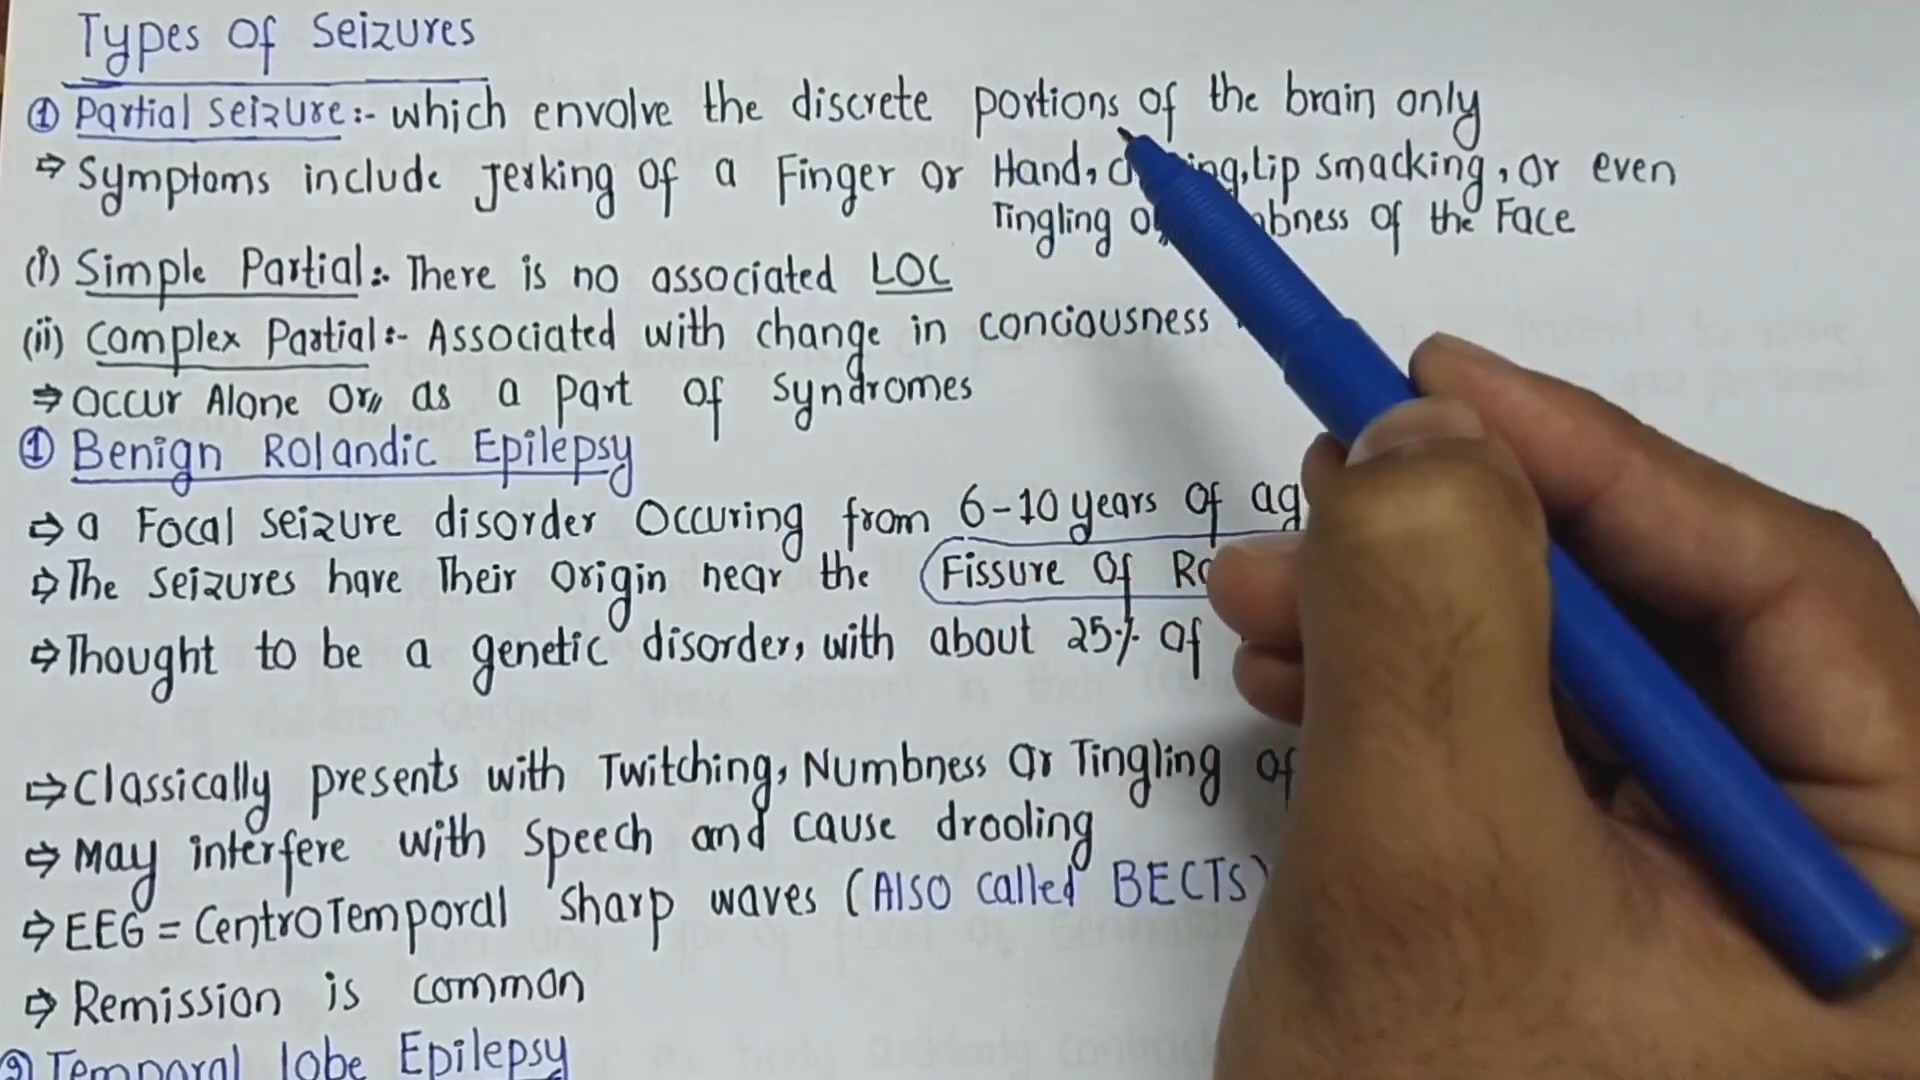 Types of Seizures
① Partial Seizure:- which envolve the discrete portions of the brain only
⇒ Symptoms include Jerking of a Finger or Hand, Lip smacking, or even
Tingling of the Face
(i) Simple Partial:- There is no associated LOC
(ii) Complex Partial:- Associated with change in conciousness
⇒ Occur Alone Or as a part of Syndromes
① Benign Rolandic Epilepsy
⇒ a Focal Seizure disorder Occuring from 6-10 years of
⇒ The Seizures have Their Origin near the Fissure Of
⇒ Thought to be a genetic disorder, with about 25% Of
⇒ Classically presents with Twitching, Numbness Or Tingling of
⇒ May interfere with Speech and cause drooling
⇒ EEG = CentroTemporal Sharp waves (Also called BECTS)
⇒ Remission is common
Temporal lobe Epilepsy